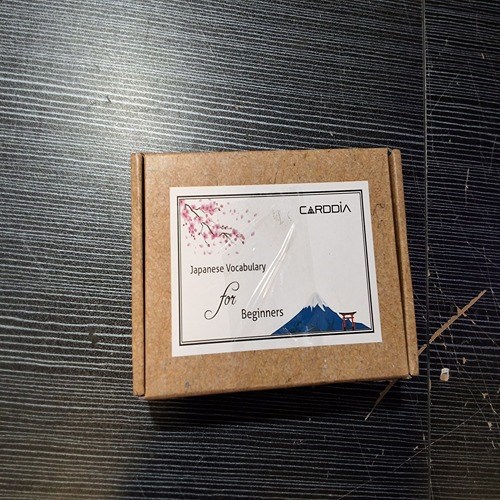 CARDDIA
Japanese Vocabulary
for
Beginners